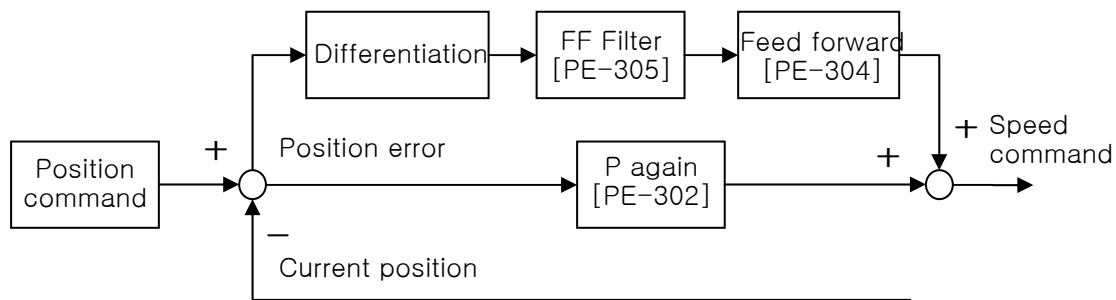 Differentiation
FF Filter
[PE-305]
Feed forward
[PE-304]
+
Speed
command
+
Position error
+
Position
command
P again
[PE-302]
−
Current position